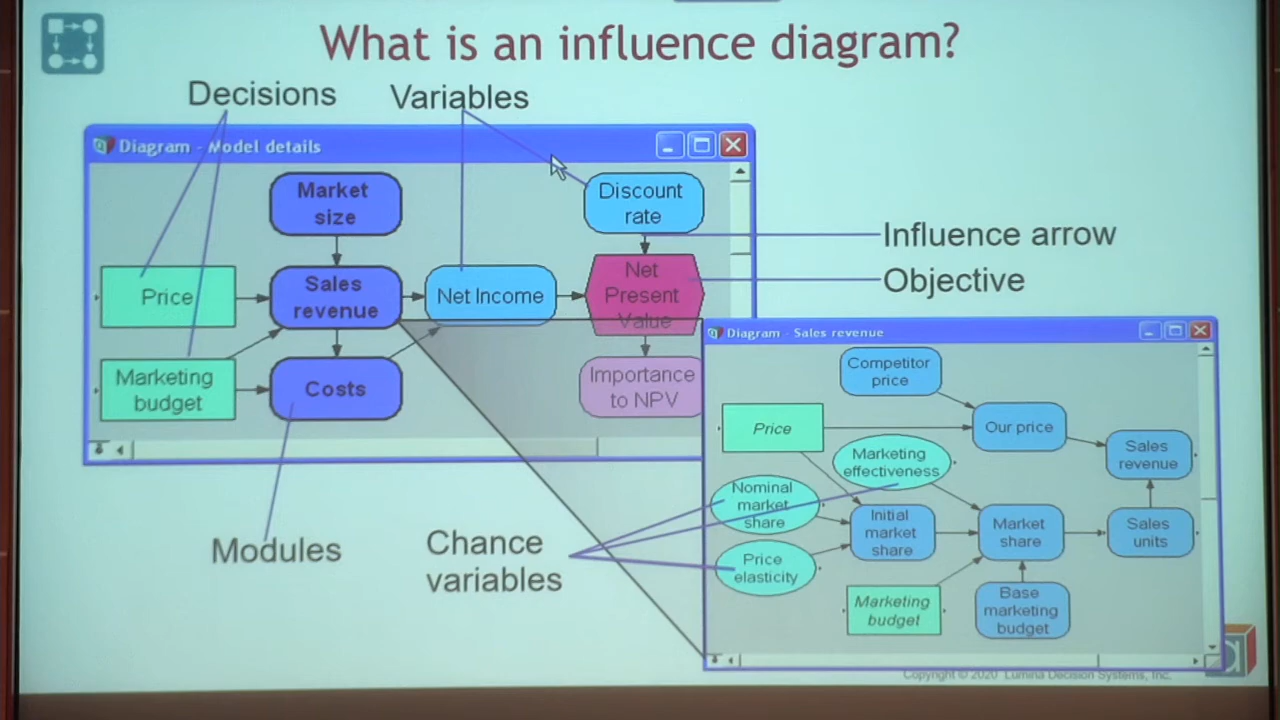 What is an influence diagram?
Decisions
Variables
Diagram - Model details
Market
size
Discount
rate
Price
Sales
revenue
Net Income
Net
Present
Value
Influence arrow
Objective
Marketing
budget
Costs
Importance
to NPV
Modules
Chance
variables
Diagram - Sales revenue
Competitor
price
Price
Our price
Marketing
effectiveness
Sales
revenue
Nominal
market
share
Initial
market
share
Market
share
Sales
units
Price
elasticity
Marketing
budget
Base
marketing
budget
Copyright © 2020 Lumina Decision Systems, Inc.